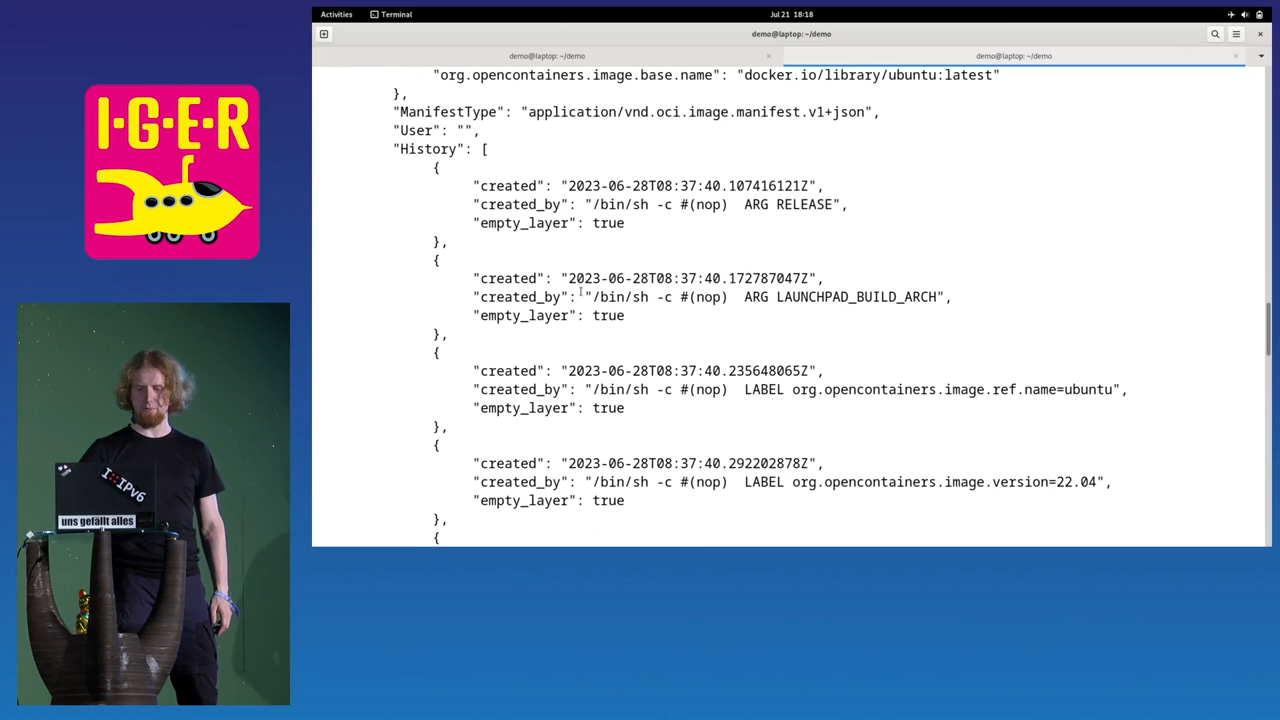 Activities
Terminal
Jul 21 18:18
demo@laptop: ~/demo
demo@laptop: ~/demo
demo@laptop: ~/demo
I·G·E·R
"org.opencontainers.image.base.name": "docker.io/library/ubuntu:latest"
},
"ManifestType": "application/vnd.oci.image.manifest.v1+json",
"User": "",
"History": [
{
"created": "2023-06-28T08:37:40.107416121Z",
"created_by": "/bin/sh -c #(nop)  ARG RELEASE",
"empty_layer": true
},
{
"created": "2023-06-28T08:37:40.172787047Z",
"created_by": "/bin/sh -c #(nop)  ARG LAUNCHPAD_BUILD_ARCH",
"empty_layer": true
},
{
"created": "2023-06-28T08:37:40.235648065Z",
"created_by": "/bin/sh -c #(nop)  LABEL org.opencontainers.image.ref.name=ubuntu",
"empty_layer": true
},
{
"created": "2023-06-28T08:37:40.292202878Z",
"created_by": "/bin/sh -c #(nop)  LABEL org.opencontainers.image.version=22.04",
"empty_layer": true
},
{
IPv6
uns gefällt alles